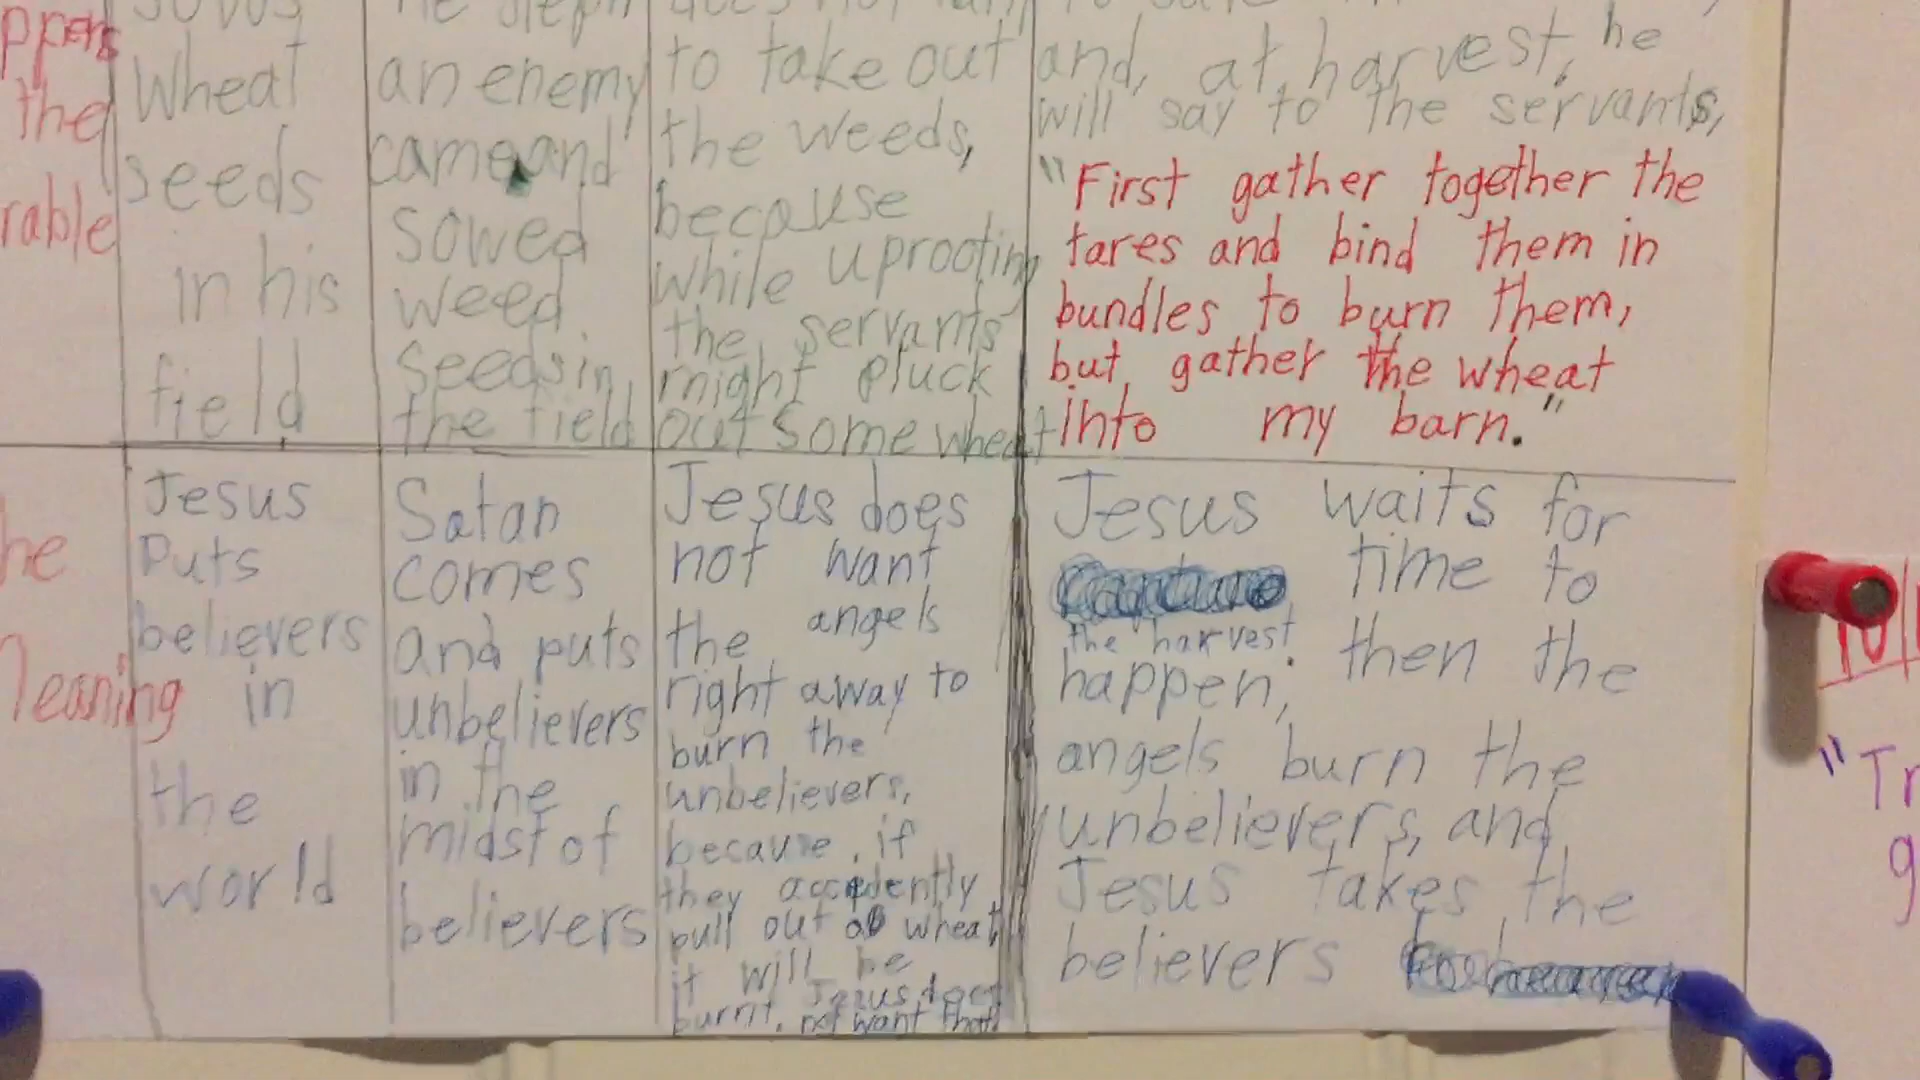 ppens
the
rable
wheat
seeds
in his
field
an enemy
came and
sowed
weed
seeds in
the field
to take out
the weeds,
because
while uprooting
the servants
might pluck
out some wheat
and, at harvest, he
will say to the servants,
"First gather together the
tares and bind them in
bundles to burn them,
but gather the wheat
into my barn."
he
Meaning
Jesus
puts
believers
in
the
world
Satan
comes
and puts
unbelievers
in the
midst of
believers
Jesus does
not want
the angels
right away to
burn the
unbelievers,
because, if
they accedently
pull out a wheat,
it will be
burnt. Jesus does
not want that.
Jesus waits for
time to
the harvest
happen; then the
angels burn the
unbelievers, and
Jesus takes the
believers
10/
"Tr
g